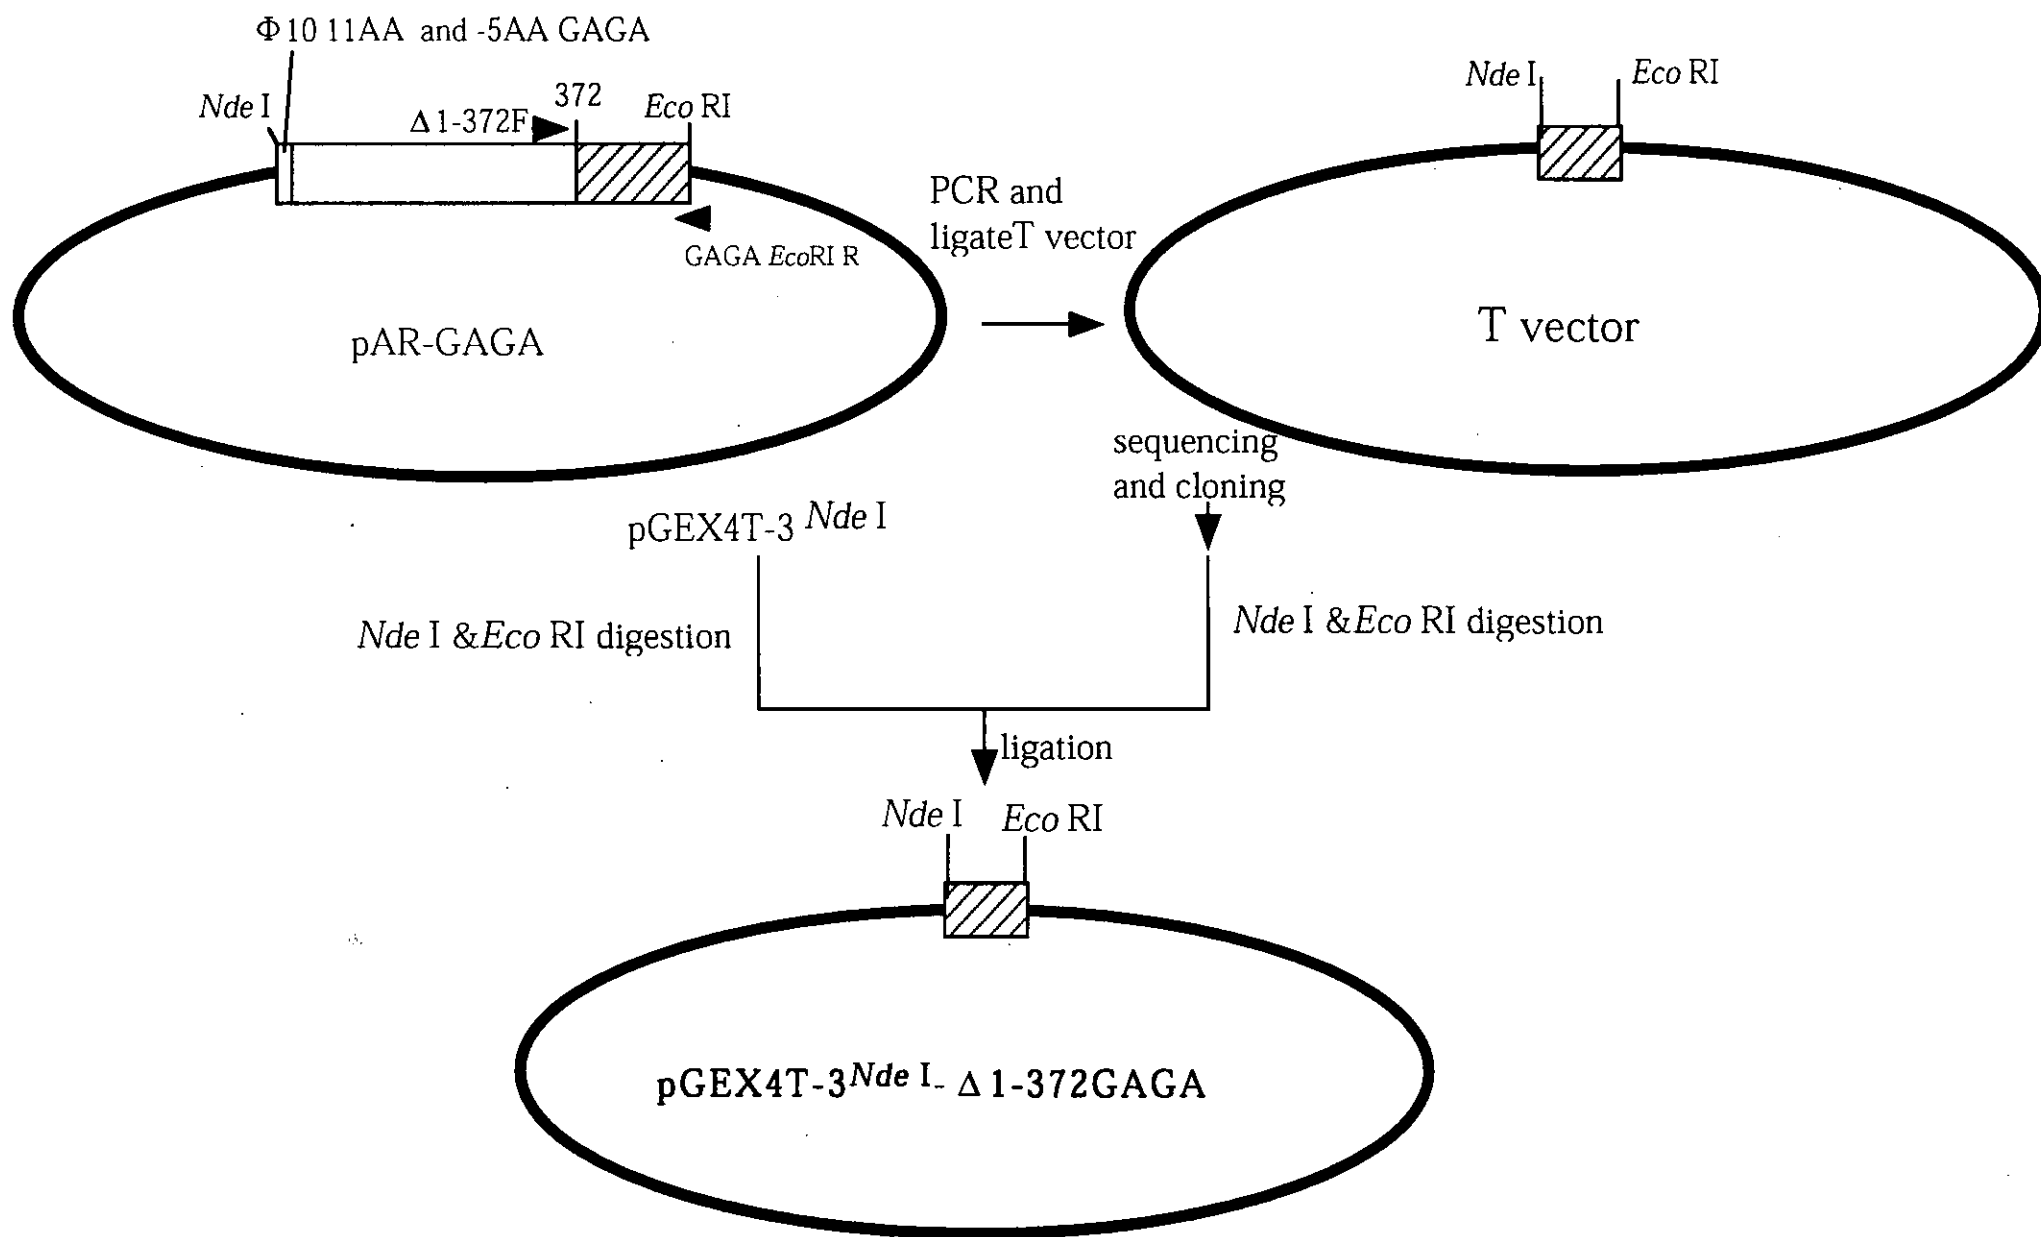 Φ10 11AA and -5AA GAGA
Nde I
Δ1-372F
372
Eco RI
GAGA EcoRI R
pAR-GAGA
PCR and
ligateT vector
Nde I
Eco RI
T vector
sequencing
and cloning
pGEX4T-3 Nde I
Nde I &Eco RI digestion
Nde I &Eco RI digestion
ligation
Nde I
Eco RI
pGEX4T-3Nde I- Δ1-372GAGA